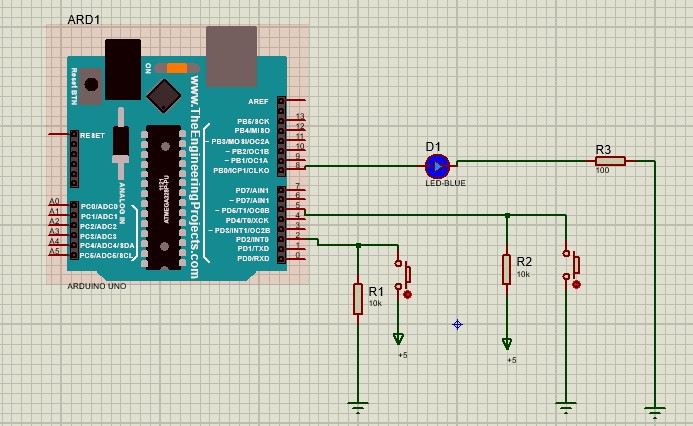 ARD1
ON
Reset BTN
www.TheEngineeringProjects.com
AREF
13
PB5/SCK
12
PB4/MISO
11
~ PB3/MOSI/OC2A
10
~ PB2/OC1B
9
~ PB1/OC1A
8
PB0/ICP1/CLKO
RESET
7
PD7/AIN1
6
~ PD7/AIN1
5
~ PD5/T1/OC0B
4
PD4/T0/XCK
3
~ PD3/INT1/OC2B
2
PD2/INT0
1
PD1/TXD
0
PD0/RXD
ANALOG IN
A0
PC0/ADC0
A1
PC1/ADC1
A2
PC2/ADC2
A3
PC3/ADC3
A4
PC4/ADC4/SDA
A5
PC5/ADC5/SCL
ARDUINO UNO
D1
LED-BLUE
R3
100
R1
10k
+5
R2
10k
+5